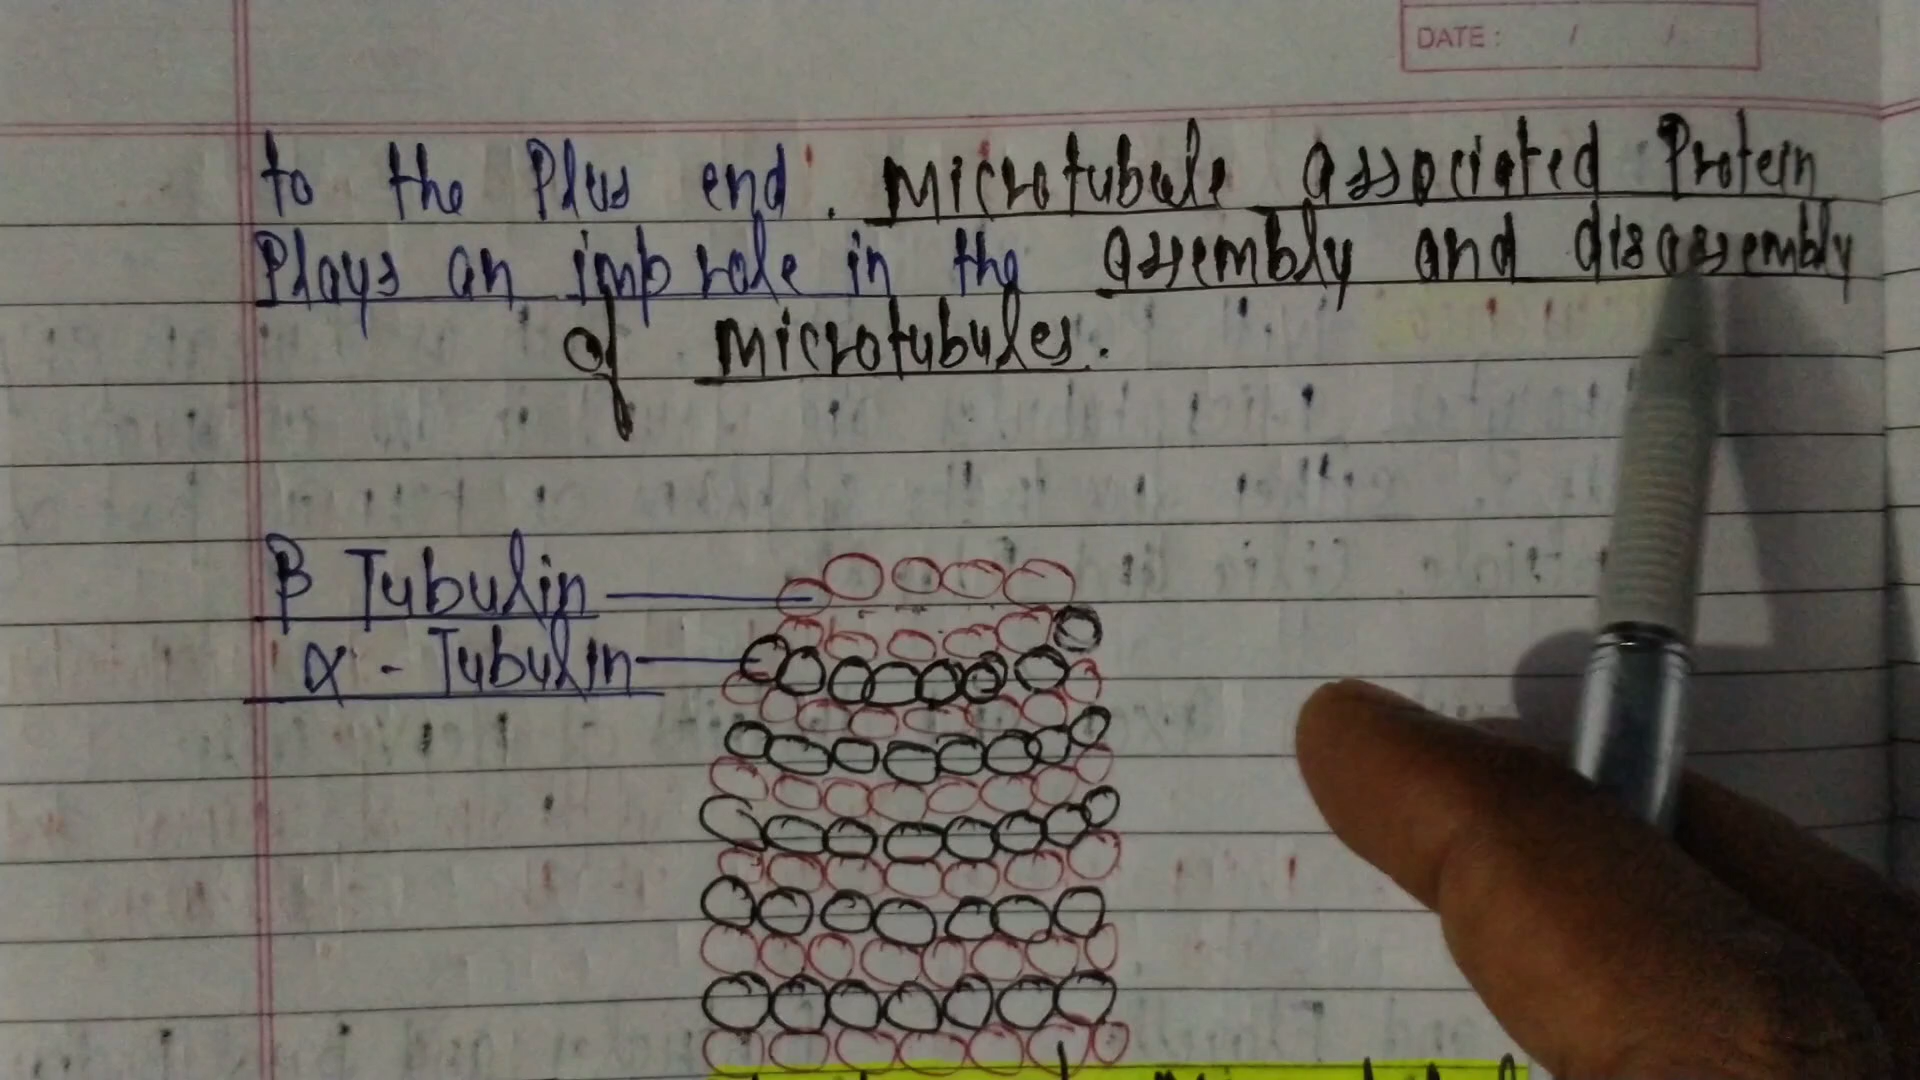 DATE: / /
to the Plus end. Microtubule associated Protein
Plays an imp role in the assembly and disassembly
of microtubules.
β Tubulin
α - Tubulin